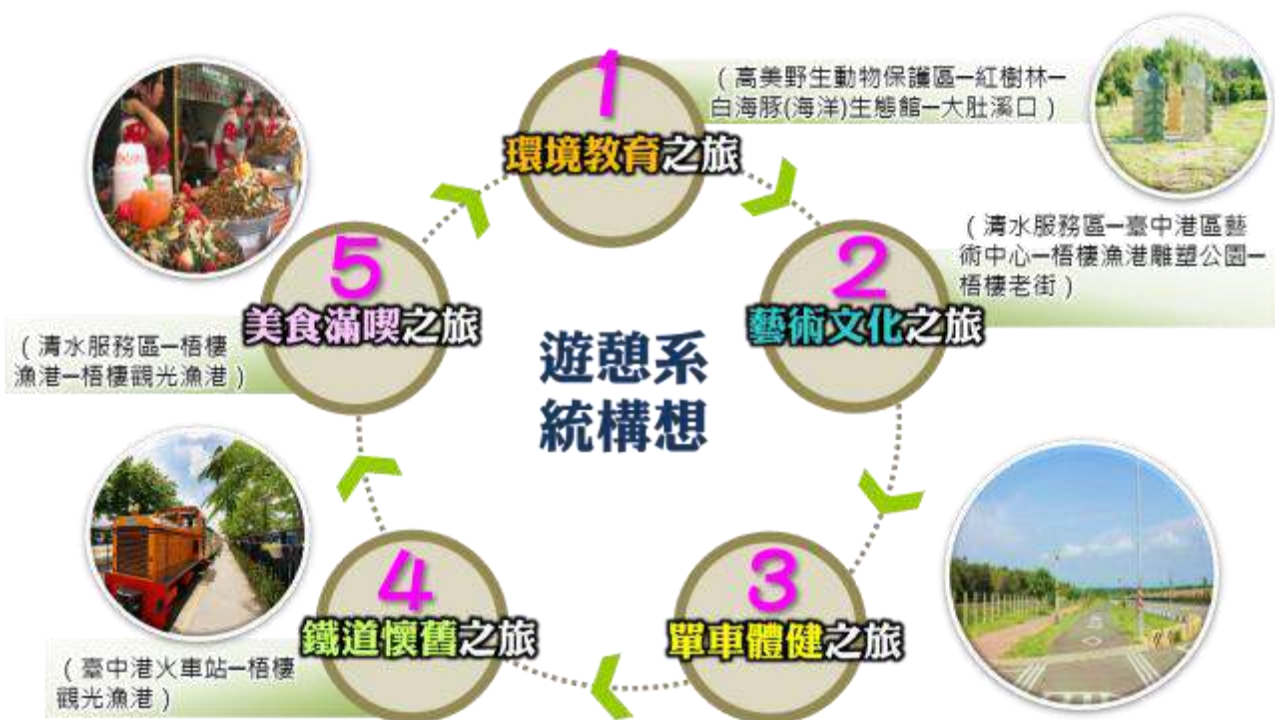 1
環境教育之旅
（高美野生動物保護區─紅樹林─
白海豚(海洋)生態館─大肚溪口）
2
藝術文化之旅
（清水服務區─臺中港區藝
術中心─梧棲漁港雕塑公園─
梧棲老街）
3
單車體健之旅
4
鐵道懷舊之旅
（臺中港火車站─梧棲
觀光漁港）
5
美食滿喫之旅
（清水服務區─梧棲
漁港─梧棲觀光漁港）
遊憩系
統構想